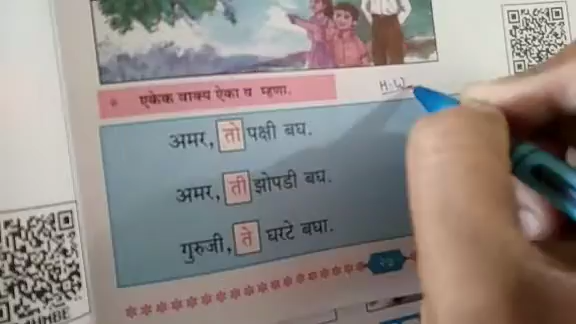 एकेक वाक्य ऐका व म्हणा.
H.W.
अमर, तो पक्षी बघ.
अमर, ती झोपडी बघ.
गुरुजी, ते घरटे बघा.